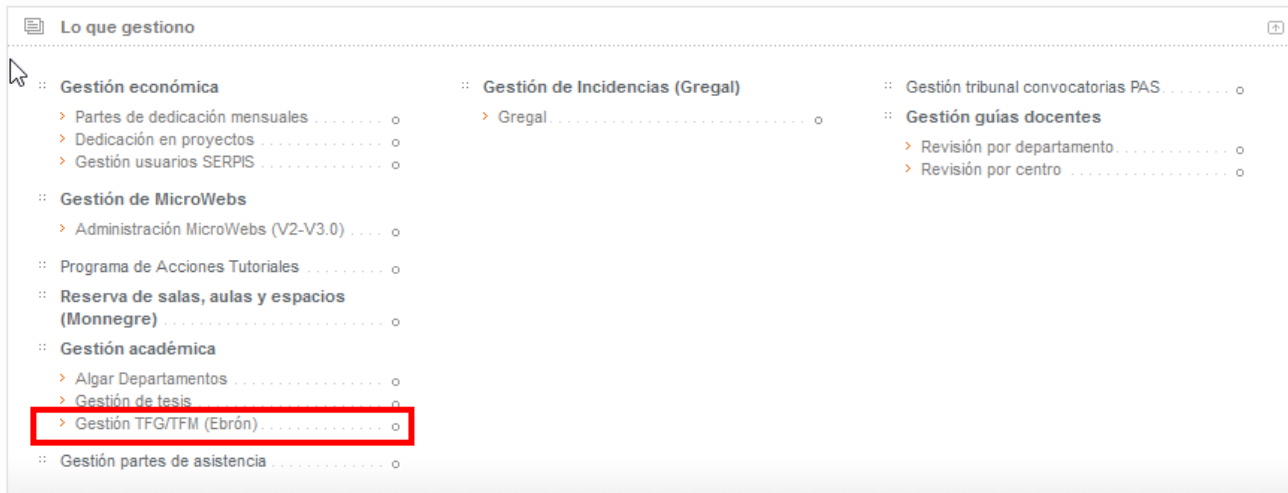 Lo que gestiono
Gestión económica
Partes de dedicación mensuales
Dedicación en proyectos
Gestión usuarios SERPIS
Gestión de MicroWebs
Administración MicroWebs (V2-V3.0)
Programa de Acciones Tutoriales
Reserva de salas, aulas y espacios
(Monnegre)
Gestión académica
Algar Departamentos
Gestión de tesis
Gestión TFG/TFM (Ebrón)
Gestión partes de asistencia
Gestión de Incidencias (Gregal)
Gregal
Gestión tribunal convocatorias PAS
Gestión guías docentes
Revisión por departamento
Revisión por centro